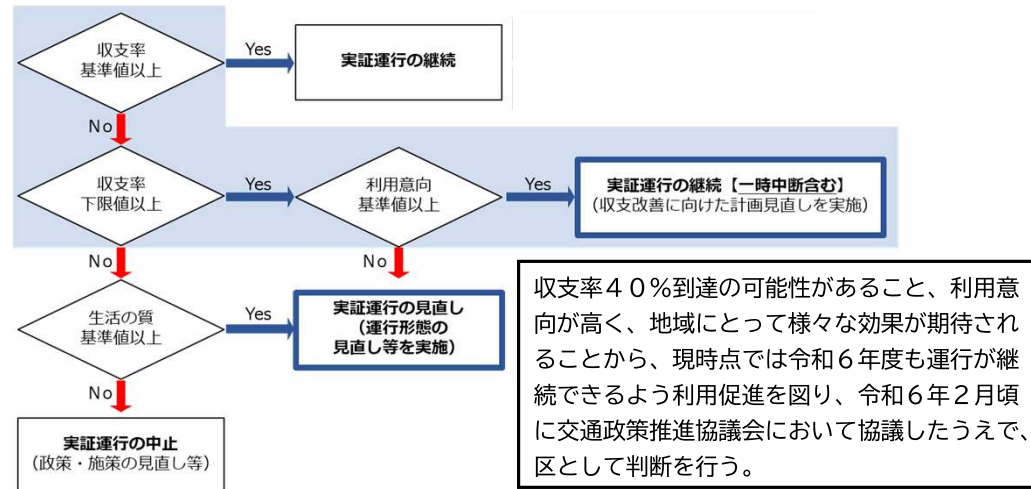 収支率
基準値以上
Yes
実証運行の継続
No
収支率
下限値以上
Yes
利用意向
基準値以上
Yes
実証運行の継続【一時中断含む】
（収支改善に向けた計画見直しを実施）
No
No
生活の質
基準値以上
Yes
実証運行の見直し
（運行形態の
見直し等を実施）
No
実証運行の中止
（政策・施策の見直し等）
収支率４０％到達の可能性があること、利用意
向が高く、地域にとって様々な効果が期待され
ることから、現時点では令和６年度も運行が継
続できるよう利用促進を図り、令和６年２月頃
に交通政策推進協議会において協議したうえで、
区として判断を行う。